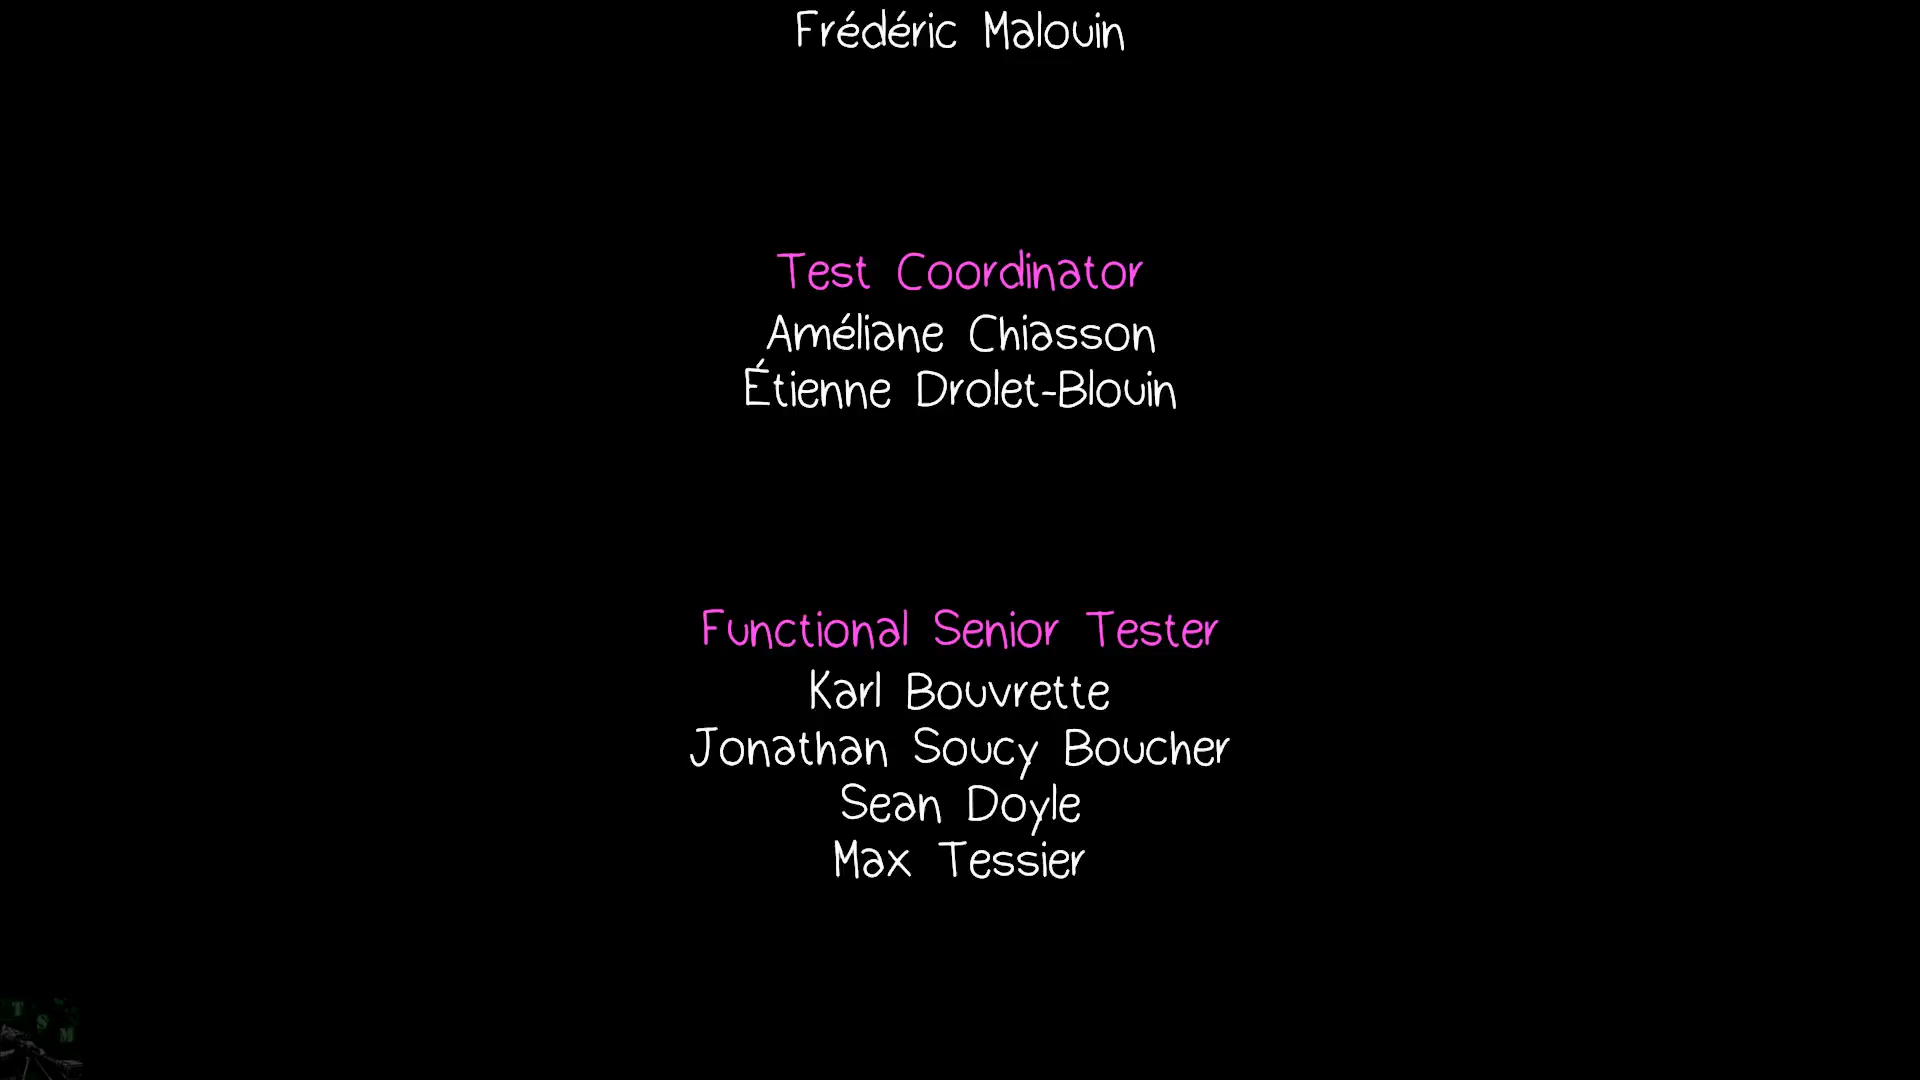 Frédéric Malouin
Test Coordinator
Améliane Chiasson
Étienne Drolet-Blouin
Functional Senior Tester
Karl Bouvrette
Jonathan Soucy Boucher
Sean Doyle
Max Tessier
T S M